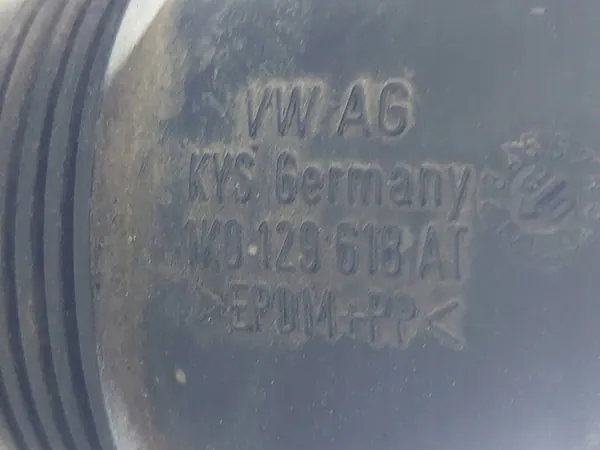 VW AG
KYS Germany
1K0 129 618 AT
>EPDM+PP<